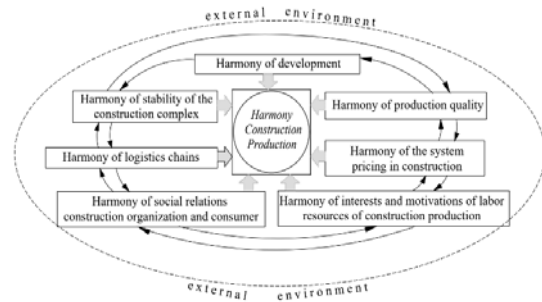 external environment
Harmony of development
Harmony of stability of the
construction complex
Harmony
Construction
Production
Harmony of production quality
Harmony of logistics chains
Harmony of the system
pricing in construction
Harmony of social relations
construction organization and consumer
Harmony of interests and motivations of labor
resources of construction production
external environment